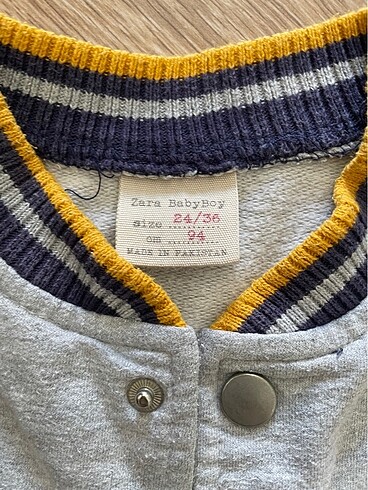 Zara BabyBoy
size 24/36
cm 94
MADE IN PAKISTAN